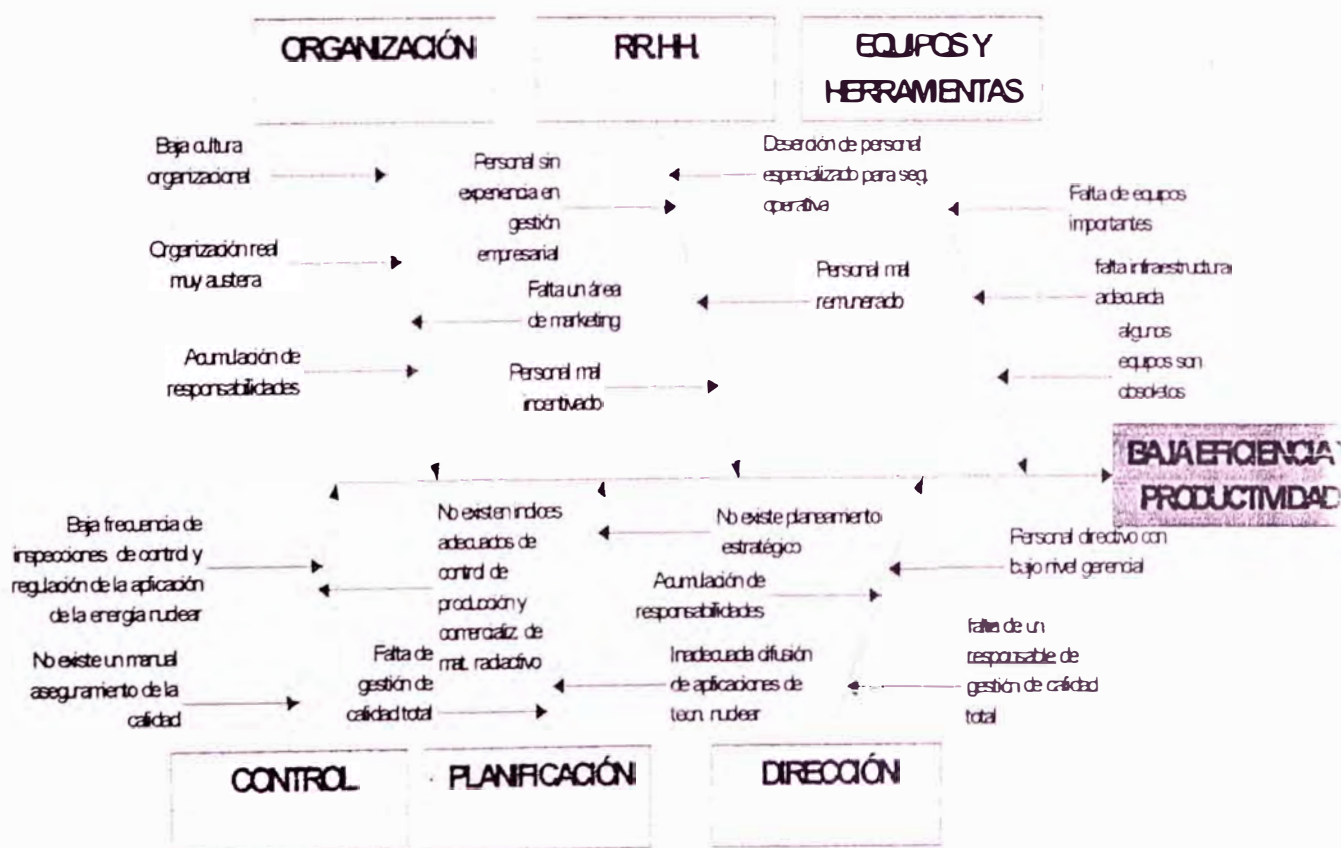 ORGANIZACIÓN
RR.HH.
EQUIPOS Y
HERRAMIENTAS
Baja cultura
organizacional
Organización real
muy austera
Acumulación de
responsabilidades
Personal sin
experiencia en
gestión
empresarial
Falta un área
de marketing
Personal mal
incentivado
Deserción de personal
especializado para seg.
operativa
Personal mal
remunerado
Falta de equipos
importantes
falta infraestructura
adecuada
algunos
equipos son
obsoletos
BAJA EFICIENCIA Y
PRODUCTIVIDAD
Baja frecuencia de
inspecciones de control y
regulación de la aplicación
de la energía nuclear
No existe un manual
aseguramiento de la
calidad
No existen indices
adecuados de
control de
producción y
comercializ. de
mat. radiactivo
Falta de
gestión de
calidad total
No existe planeamiento
estratégico
Acumulación de
responsabilidades
Inadecuada difusión
de aplicaciones de
tecn. nuclear
Personal directivo con
bajo nivel gerencial
falta de un
responsable de
gestión de calidad
total
CONTROL
PLANIFICACIÓN
DIRECCIÓN